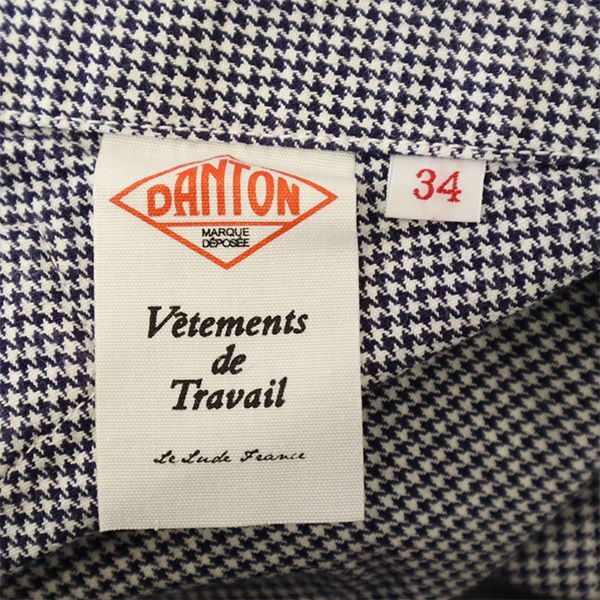 DANTON
MARQUE
DÉPOSÉE
34
Vêtements
de
Travail
Le Lude France